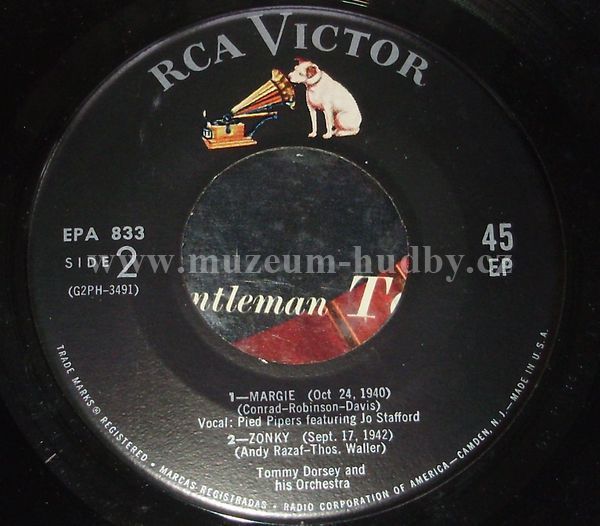 RCA VICTOR
EPA 833
SIDE 2
(G2PH-3491)
45
EP
www.muzeum-hudby.cz
ntleman T
1—MARGIE (Oct 24, 1940)
(Conrad-Robinson-Davis)
Vocal: Pied Pipers featuring Jo Stafford
2—ZONKY (Sept. 17, 1942)
(Andy Razaf-Thos. Waller)
Tommy Dorsey and
his Orchestra
TRADE MARKS ® REGISTERED • MARCAS REGISTRADAS • RADIO CORPORATION OF AMERICA—CAMDEN, N.J.—MADE IN U.S.A.